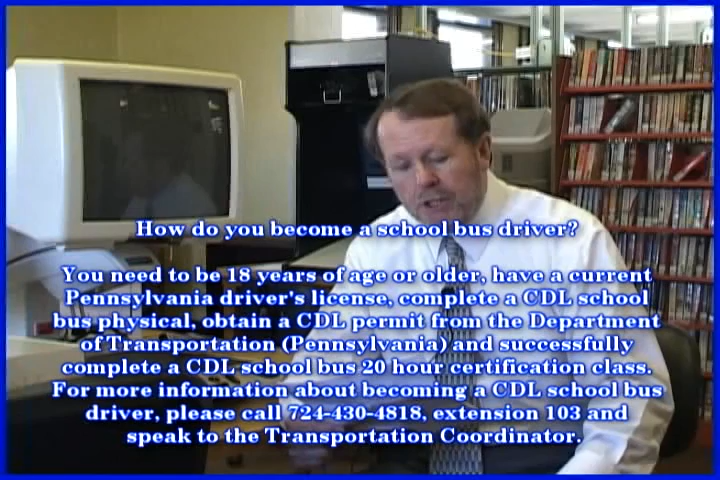 How do you become a school bus driver?
You need to be 18 years of age or older, have a current
Pennsylvania driver's license, complete a CDL school
bus physical, obtain a CDL permit from the Department
of Transportation (Pennsylvania) and successfully
complete a CDL school bus 20 hour certification class.
For more information about becoming a CDL school bus
driver, please call 724-430-4818, extension 103 and
speak to the Transportation Coordinator.